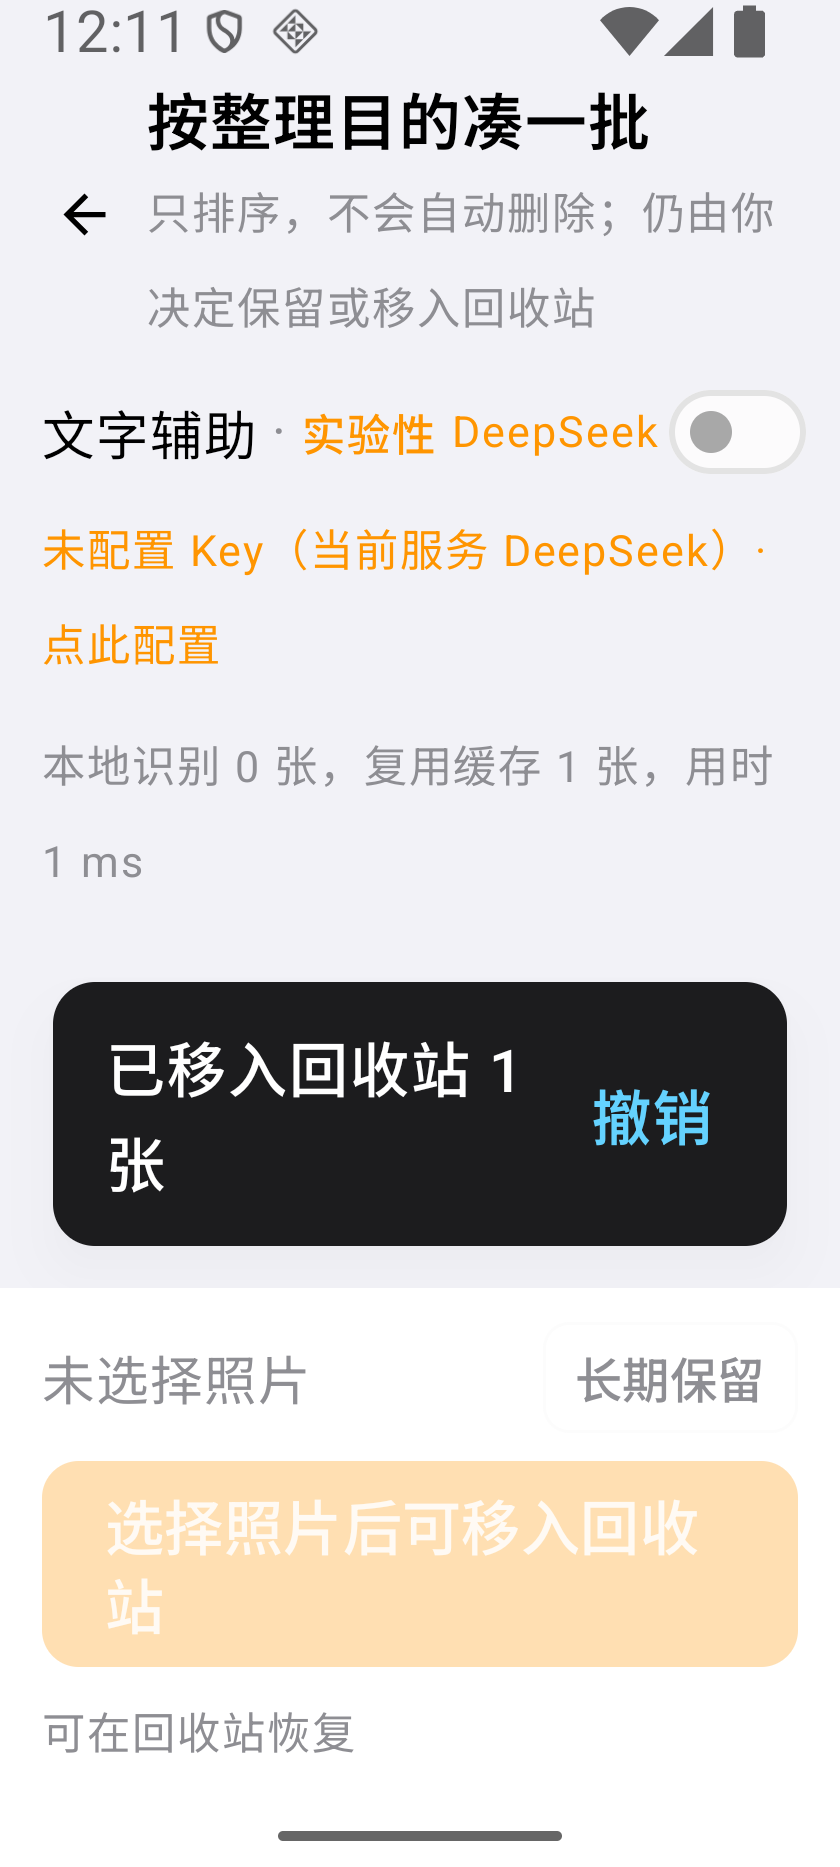 12:11
按整理目的凑一批
只排序，不会自动删除；仍由你
决定保留或移入回收站
文字辅助 · 实验性 DeepSeek
未配置 Key（当前服务 DeepSeek）·
点此配置
本地识别 0 张，复用缓存 1 张，用时
1 ms
已移入回收站 1
张
撤销
未选择照片
长期保留
选择照片后可移入回收
站
可在回收站恢复